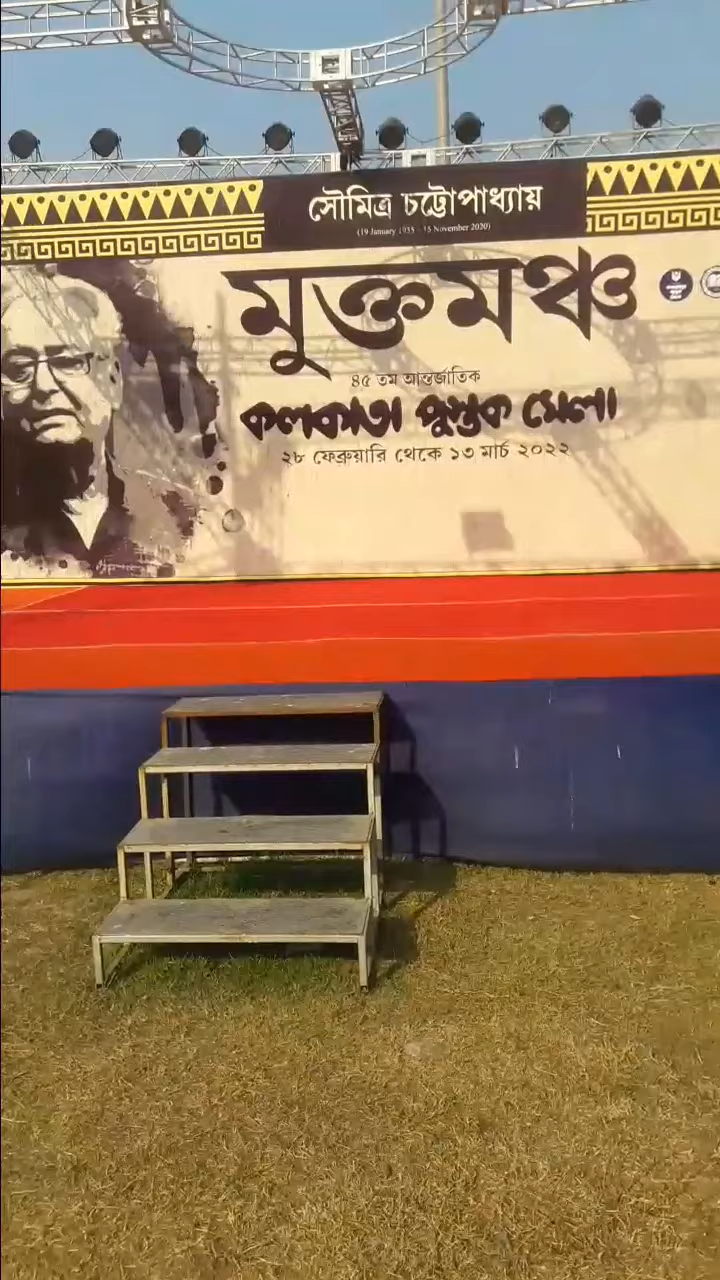 সৌমিত্র চট্টোপাধ্যায়
(19 January 1935 - 15 November 2020)
মুক্তমঞ্চ
৪৫ তম আন্তর্জাতিক
কলকাতা পুস্তক মেলা
২৮ ফেব্রুয়ারি থেকে ১৩ মার্চ ২০২২